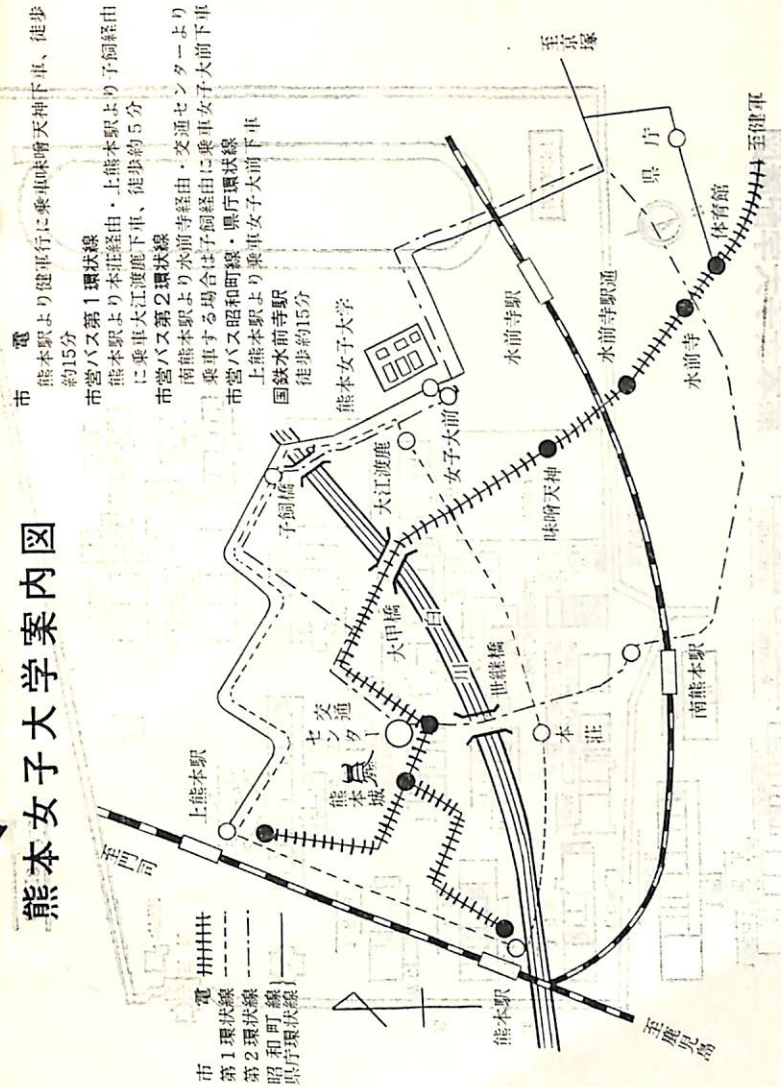 熊本女子大学案内図
市　電
熊本駅より健軍行に乗車味噌天神下車、徒歩
約15分
市営バス第1環状線
熊本駅より本荘経由・上熊本駅より子飼経由
に乗車大江渡鹿下車、徒歩約5分
市営バス第2環状線
南熊本駅より水前寺経由・交通センターより
乗車する場合は子飼経由に乗車女子大前下車
市営バス昭和町線・県庁環状線
上熊本駅より乗車女子大前下車
国鉄水前寺駅
徒歩約15分
市　電
第1環状線
第2環状線
昭和町線
県庁環状線
至門司
上熊本駅
熊本駅
至鹿児島
熊本城
交通
センター
子飼橋
大甲橋
白川
世継橋
本荘
南熊本駅
熊本女子大学
大江渡鹿
女子大前
味噌天神
水前寺駅
水前寺駅通
水前寺
体育館
県庁
至京塚
至健軍